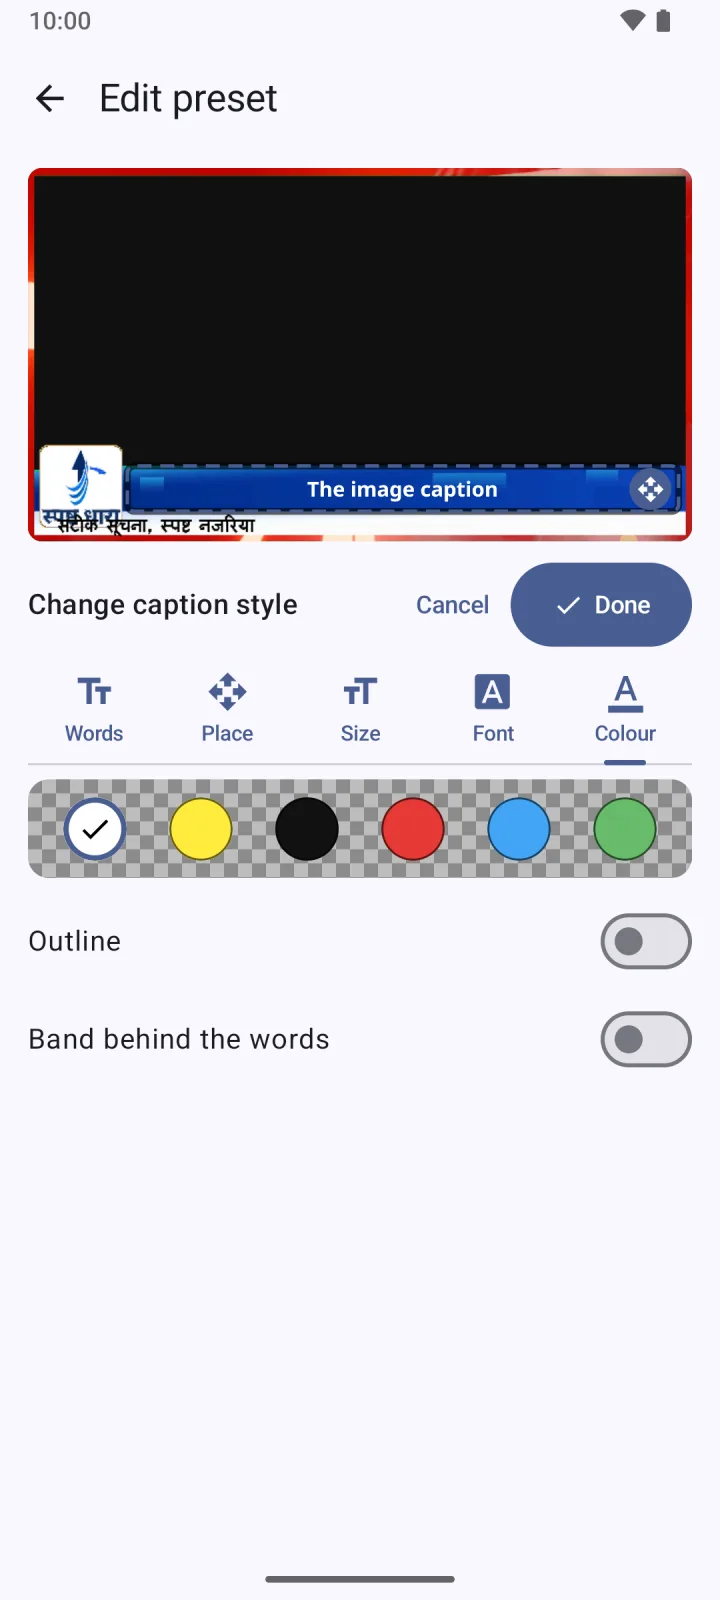 10:00
Edit preset
The image caption
स्पष्ट धारा
सटीक सूचना, स्पष्ट नजरिया
Change caption style
Cancel
Done
Words
Place
Size
Font
Colour
Outline
Band behind the words